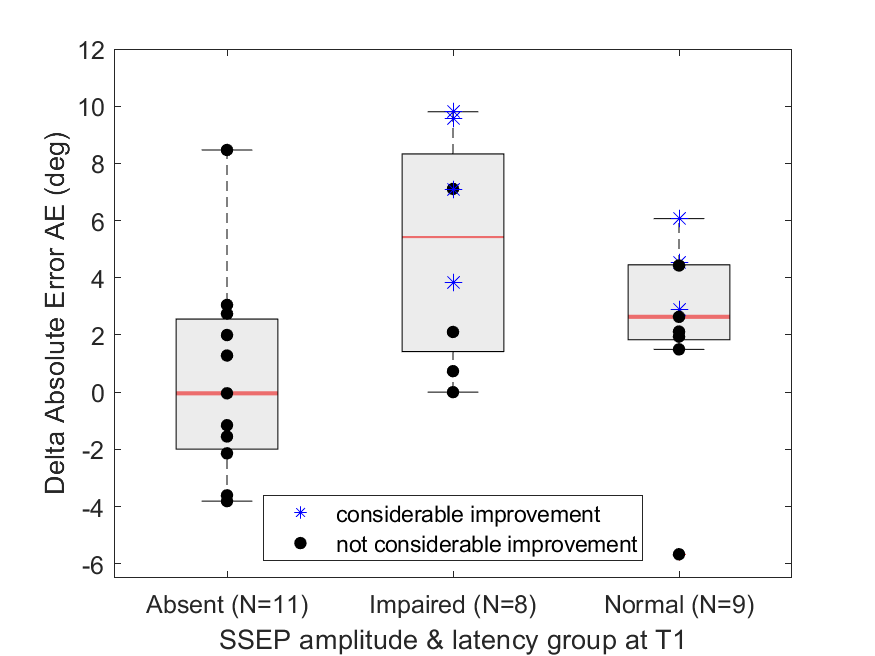 12
10
8
6
4
2
0
-2
-4
-6
Delta Absolute Error AE (deg)
considerable improvement
not considerable improvement
Absent (N=11) Impaired (N=8) Normal (N=9)
SSEP amplitude & latency group at T1